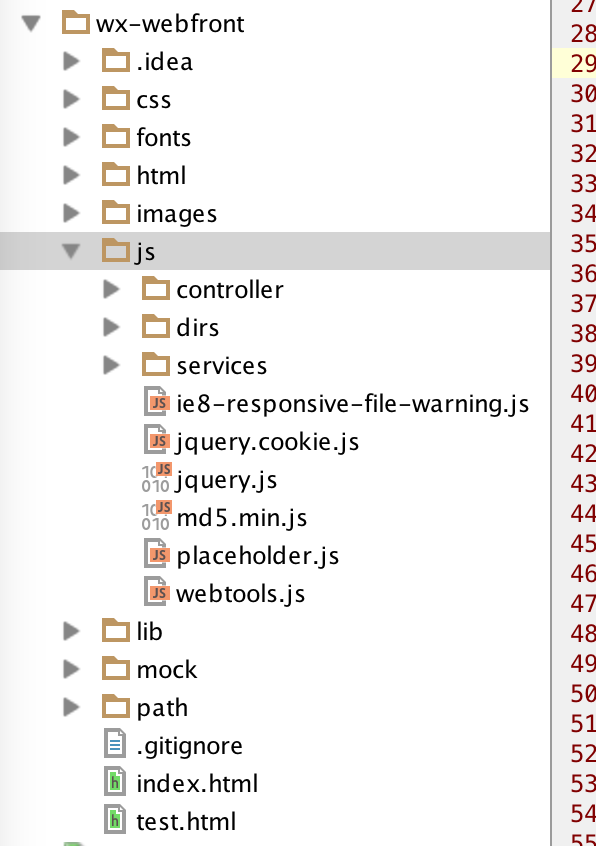 wx-webfront
.idea
css
fonts
html
images
js
controller
dirs
services
ie8-responsive-file-warning.js
jquery.cookie.js
jquery.js
md5.min.js
placeholder.js
webtools.js
lib
mock
path
.gitignore
index.html
test.html
27
28
29
30
31
32
33
34
35
36
37
38
39
40
41
42
43
44
45
46
47
48
49
50
51
52
53
54
55